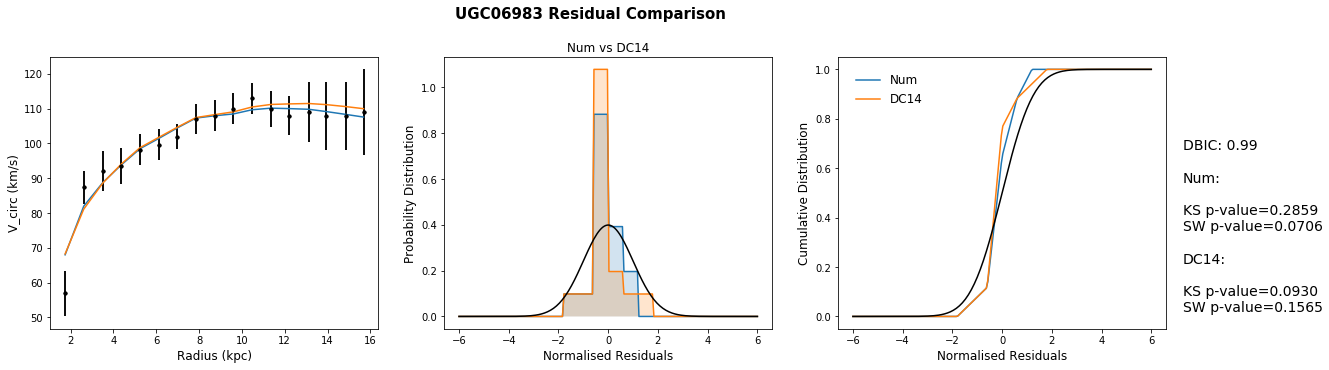 UGC06983 Residual Comparison
V_circ (km/s)
120
110
100
90
80
70
60
50
2 4 6 8 10 12 14 16
Radius (kpc)
Num vs DC14
Probability Distribution
1.0
0.8
0.6
0.4
0.2
0.0
−6 −4 −2 0 2 4 6
Normalised Residuals
Cumulative Distribution
1.0
0.8
0.6
0.4
0.2
0.0
Num
DC14
−6 −4 −2 0 2 4 6
Normalised Residuals
DBIC: 0.99
Num:
KS p-value=0.2859
SW p-value=0.0706
DC14:
KS p-value=0.0930
SW p-value=0.1565